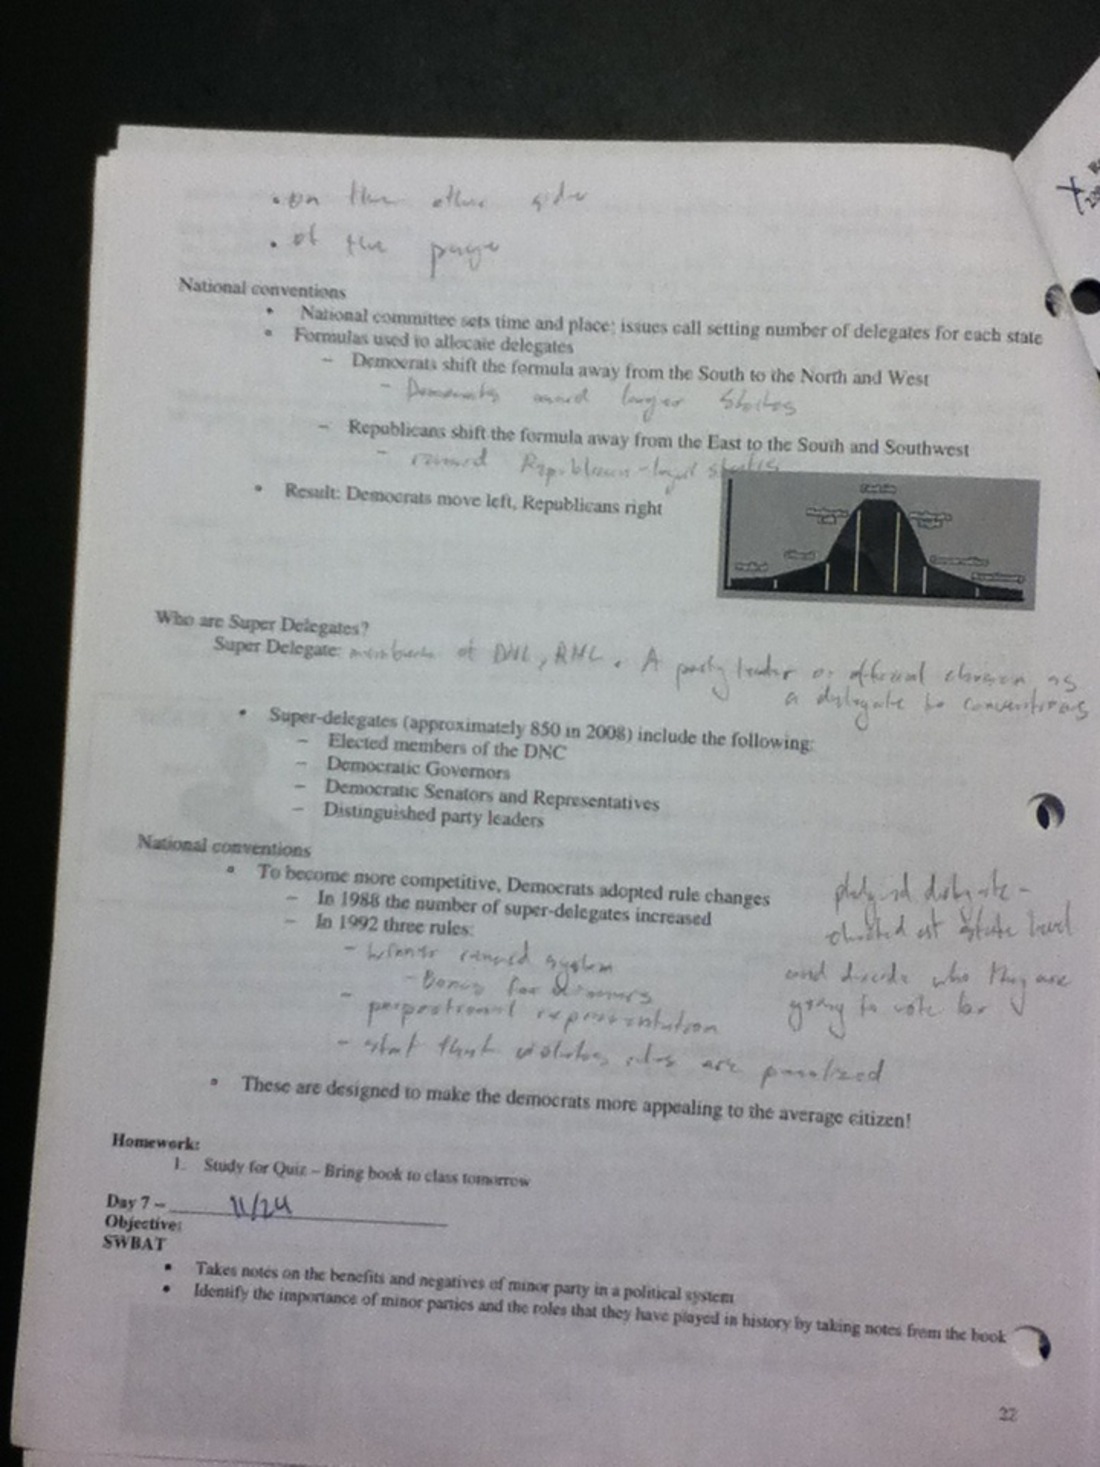 • on the other side
• of the page
National conventions
• National committee sets time and place; issues call setting number of delegates for each state
• Formulas used to allocate delegates
– Democrats shift the formula away from the South to the North and West
- Democrats award larger states
– Republicans shift the formula away from the East to the South and Southwest
- reward Republican-loyal states
• Result: Democrats move left, Republicans right
Who are Super Delegates?
Super Delegate: members of DNC, RNC. A party leader or official chosen as
a delegate to conventions
• Super-delegates (approximately 850 in 2008) include the following:
– Elected members of the DNC
– Democratic Governors
– Democratic Senators and Representatives
– Distinguished party leaders
National conventions
• To become more competitive, Democrats adopted rule changes
– In 1988 the number of super-delegates increased
– In 1992 three rules:
- winner reward system
- Bonus for winners
- proportional representation
- that violates rules are penalized
pledged delegate -
elected at State level
and decide who they are
going to vote for
• These are designed to make the democrats more appealing to the average citizen!
Homework:
1. Study for Quiz – Bring book to class tomorrow
Day 7 – 11/24
Objective:
SWBAT
• Takes notes on the benefits and negatives of minor party in a political system
• Identify the importance of minor parties and the roles that they have played in history by taking notes from the book
22